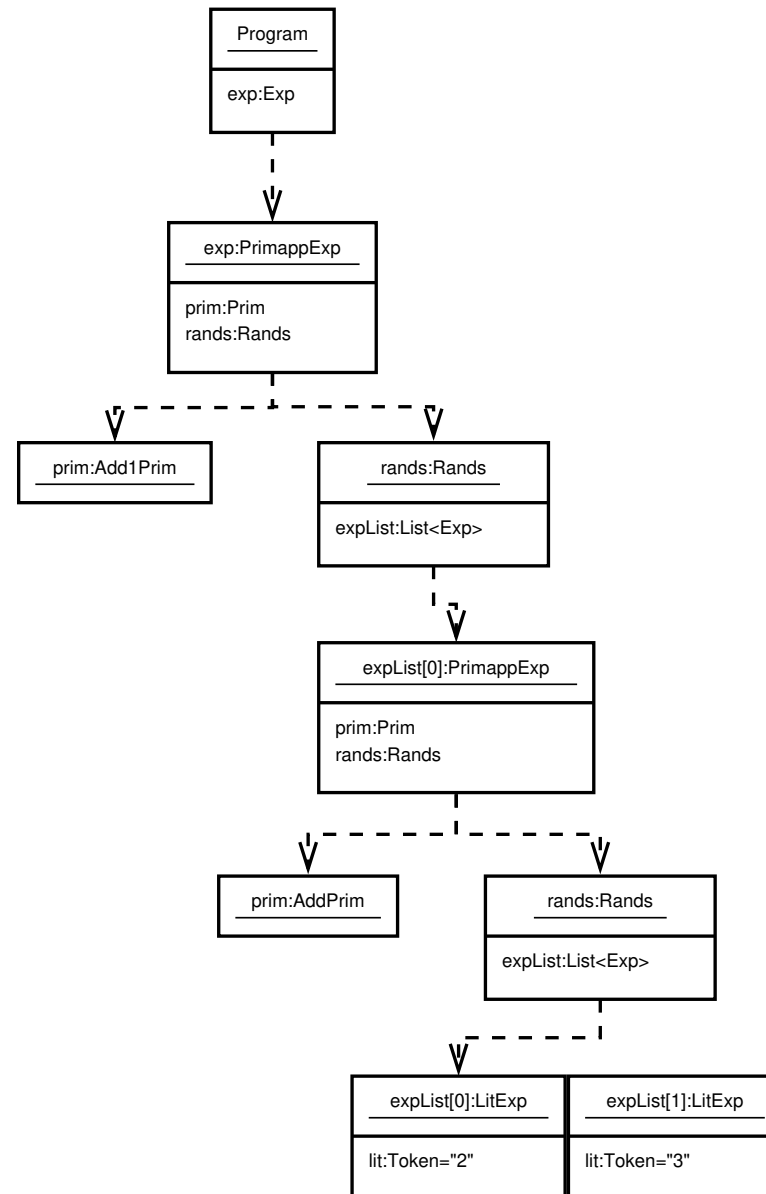 Program
exp:Exp
exp:PrimappExp
prim:Prim
rands:Rands
prim:Add1Prim
rands:Rands
expList:List<Exp>
expList[0]:PrimappExp
prim:Prim
rands:Rands
prim:AddPrim
rands:Rands
expList:List<Exp>
expList[0]:LitExp
lit:Token="2"
expList[1]:LitExp
lit:Token="3"